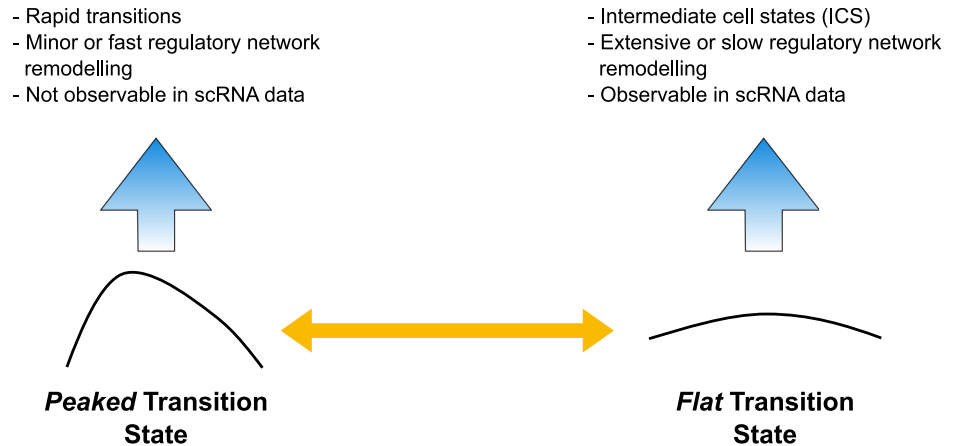 - Rapid transitions
- Minor or fast regulatory network
remodelling
- Not observable in scRNA data
- Intermediate cell states (ICS)
- Extensive or slow regulatory network
remodelling
- Observable in scRNA data
Peaked Transition
State
Flat Transition
State